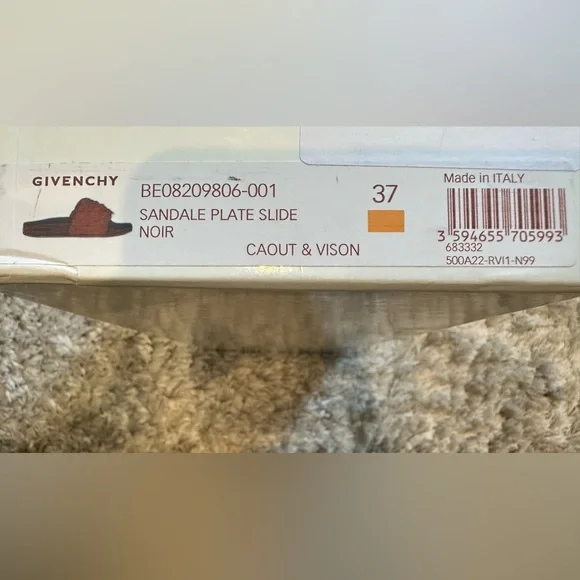 GIVENCHY
BE08209806-001
SANDALE PLATE SLIDE
NOIR
CAOUT & VISON
37
Made in ITALY
3 594655 705993
683332
500A22-RVI1-N99